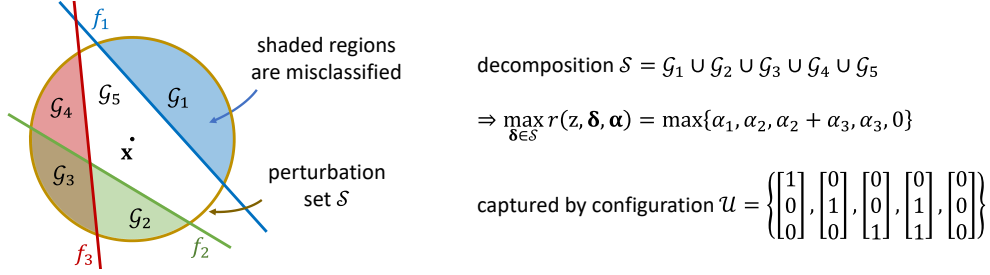 f₁
shaded regions
are misclassified
𝒢₁
𝒢₅
𝒢₄
x
𝒢₃
𝒢₂
perturbation
set 𝒮
f₂
f₃
decomposition 𝒮 = 𝒢₁ ∪ 𝒢₂ ∪ 𝒢₃ ∪ 𝒢₄ ∪ 𝒢₅
⇒ max_{𝛅∈𝒮} r(z, 𝛅, 𝛂) = max{α₁, α₂, α₂ + α₃, α₃, 0}
captured by configuration 𝒰 = {[1 0 0], [0 1 0], [0 0 1], [0 1 1], [0 0 0]}